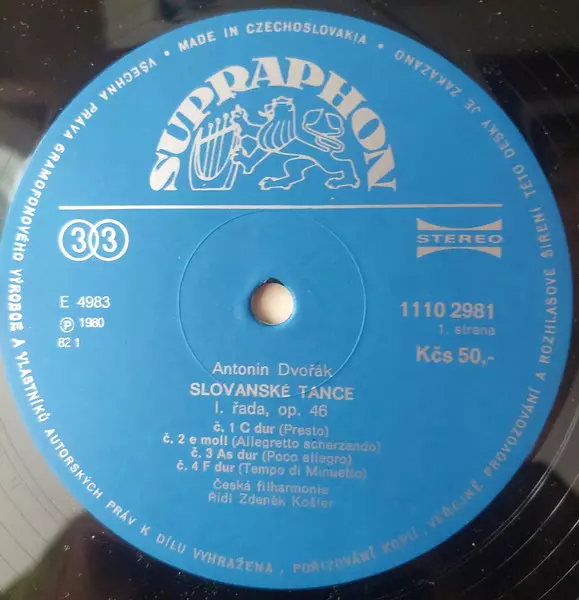 VŠECHNA PRÁVA GRAMOFONOVÉHO VÝROBCE A VLASTNÍKŮ AUTORSKÝCH PRÁV K DÍLU VYHRAŽENA, POŘIZOVÁNÍ KOPIÍ, VEŘEJNÉ PROVOZOVÁNÍ A ROZHLASOVÉ ŠÍŘENÍ TÉTO DESKY JE ZAKÁZÁNO • MADE IN CZECHOSLOVAKIA •
SUPRAPHON
33
STEREO
E 4983
1110 2981
Ⓟ 1980
1. strana
82 1
Kčs 50,-
Antonín Dvořák
SLOVANSKÉ TANCE
I. řada, op. 46
č. 1 C dur (Presto)
č. 2 e moll (Allegretto scherzando)
č. 3 As dur (Poco allegro)
č. 4 F dur (Tempo di Minuetto)
Česká filharmonie
Řídí Zdeněk Košler